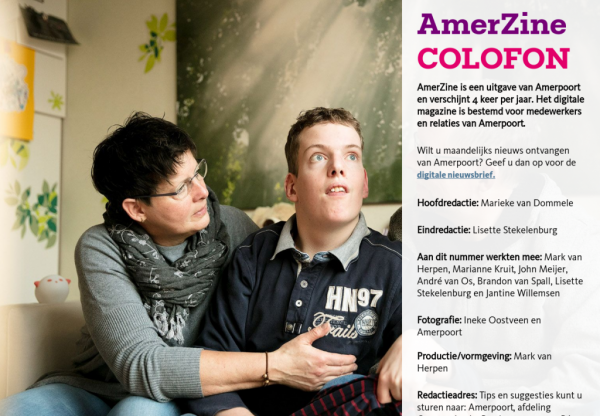 AmerZine
COLOFON
AmerZine is een uitgave van Amerpoort
en verschijnt 4 keer per jaar. Het digitale
magazine is bestemd voor medewerkers
en relaties van Amerpoort.
Wilt u maandelijks nieuws ontvangen
van Amerpoort? Geef u dan op voor de
digitale nieuwsbrief.
Hoofdredactie: Marieke van Dommele
Eindredactie: Lisette Stekelenburg
Aan dit nummer werkten mee: Mark van
Herpen, Marianne Kruit, John Meijer,
André van Os, Brandon van Spall, Lisette
Stekelenburg en Jantine Willemsen
Fotografie: Ineke Oostveen en
Amerpoort
Productie/vormgeving: Mark van
Herpen
Redactieadres: Tips en suggesties kunt u
sturen naar: Amerpoort, afdeling
HN97
Trails